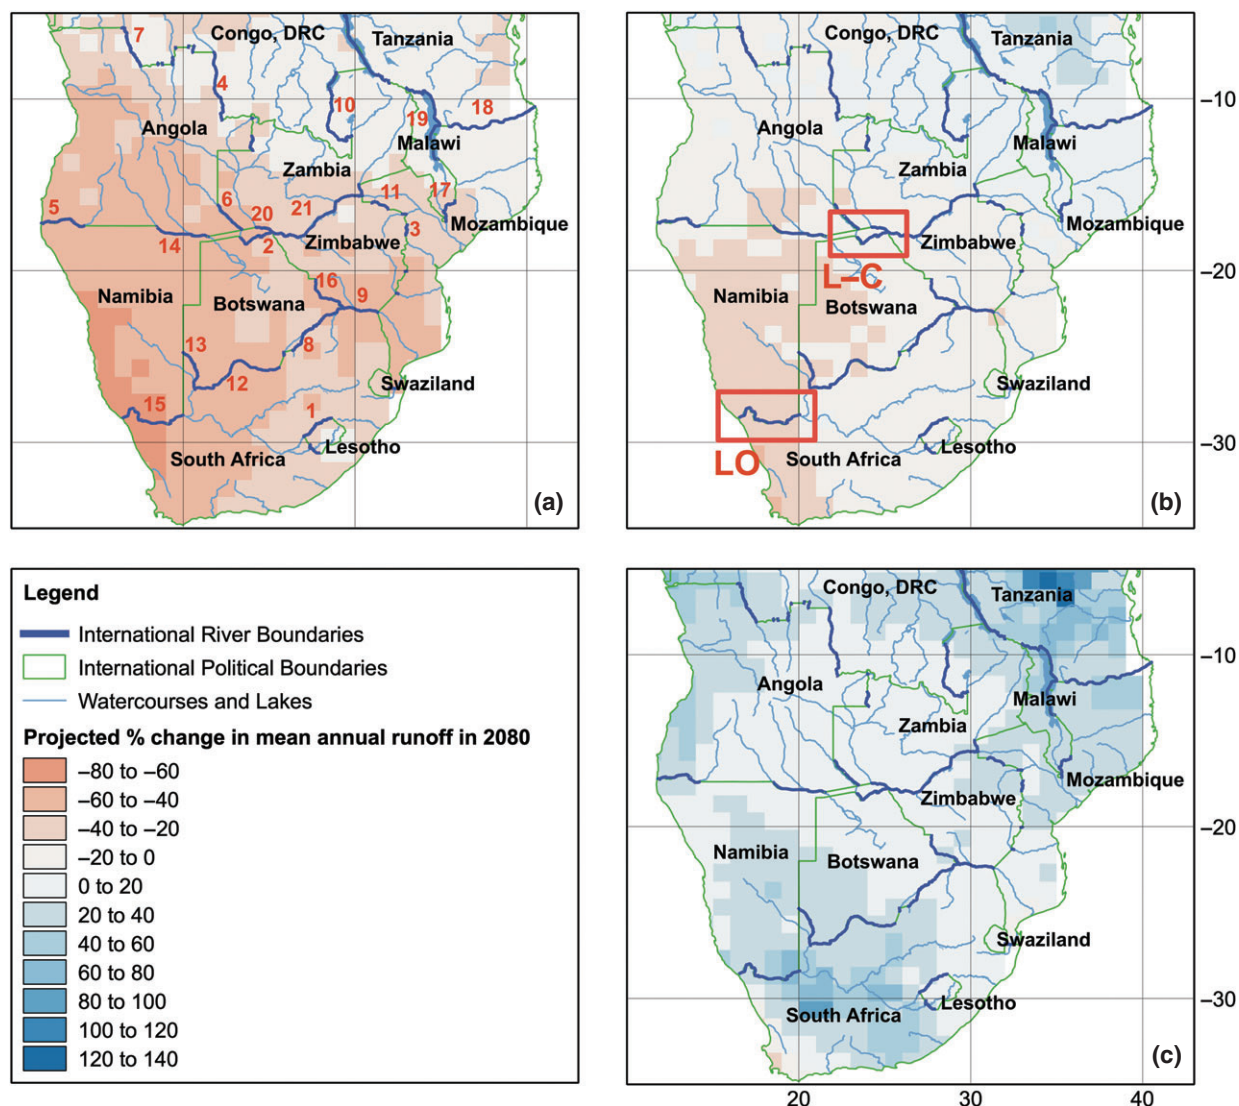 Congo, DRC
Tanzania
7
4
10
19
18
Angola
Malawi
Zambia
11
17
6
5
20
21
3
Mozambique
14
2
Zimbabwe
16
9
Namibia
Botswana
13
8
12
Swaziland
15
1
Lesotho
South Africa
(a)
Congo, DRC
Tanzania
–10
Angola
Malawi
Zambia
Mozambique
Zimbabwe
L–C
–20
Namibia
Botswana
Swaziland
LO
South Africa
Lesotho
–30
(b)
Legend
International River Boundaries
International Political Boundaries
Watercourses and Lakes
Projected % change in mean annual runoff in 2080
–80 to –60
–60 to –40
–40 to –20
–20 to 0
0 to 20
20 to 40
40 to 60
60 to 80
80 to 100
100 to 120
120 to 140
Congo, DRC
Tanzania
–10
Angola
Malawi
Zambia
Mozambique
Zimbabwe
–20
Namibia
Botswana
Swaziland
Lesotho
–30
South Africa
(c)
20
30
40